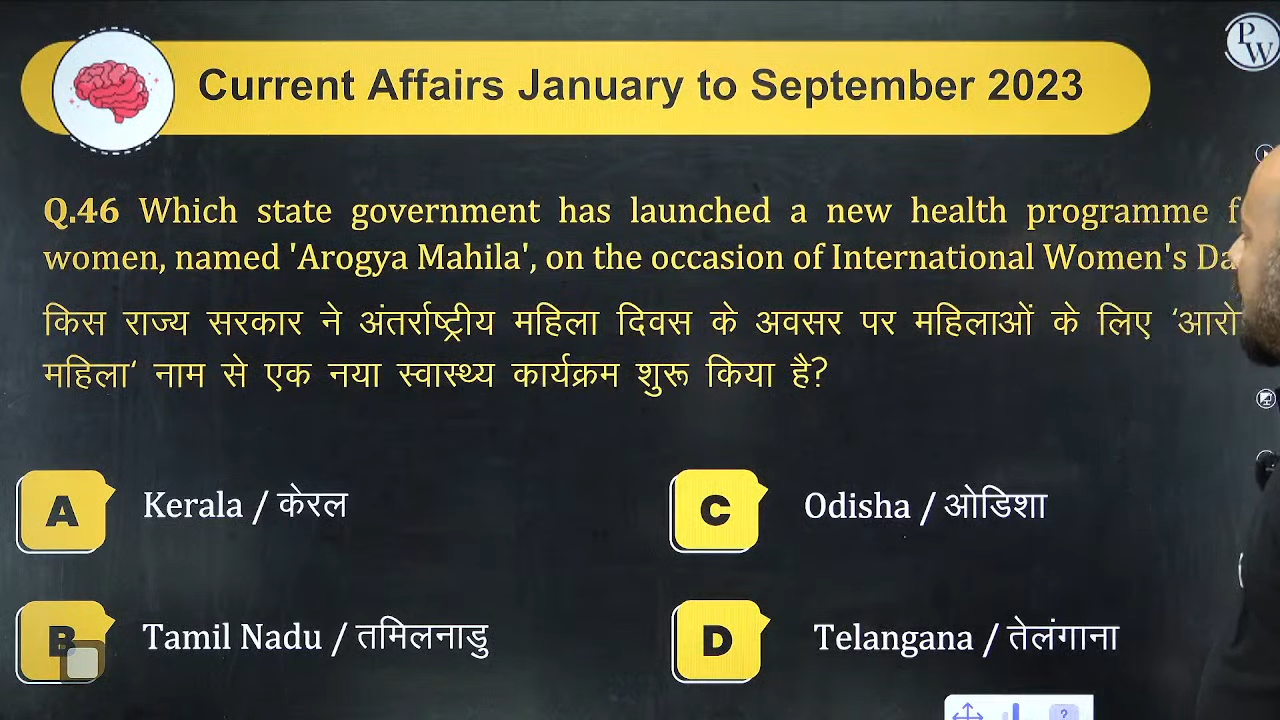 PW
Current Affairs January to September 2023
Q.46 Which state government has launched a new health programme
women, named 'Arogya Mahila', on the occasion of International Women's
किस राज्य सरकार ने अंतर्राष्ट्रीय महिला दिवस के अवसर पर महिलाओं के लिए
महिला' नाम से एक नया स्वास्थ्य कार्यक्रम शुरू किया है?
A Kerala / केरल
C Odisha / ओडिशा
B Tamil Nadu / तमिलनाडु
D Telangana / तेलंगाना
?